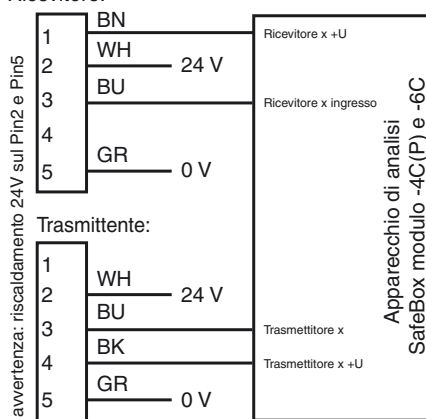 BN
1
Ricevitore x +U
WH
2
24 V
BU
3
Ricevitore x ingresso
4
GR
5
0 V
Trasmittente:
1
WH
2
24 V
BU
3
Trasmettitore x
BK
4
Trasmettitore x +U
GR
5
0 V
avvertenza: riscaldamento 24V sul Pin2 e Pin5
Apparecchio di analisi
SafeBox modulo -4C(P) e -6C